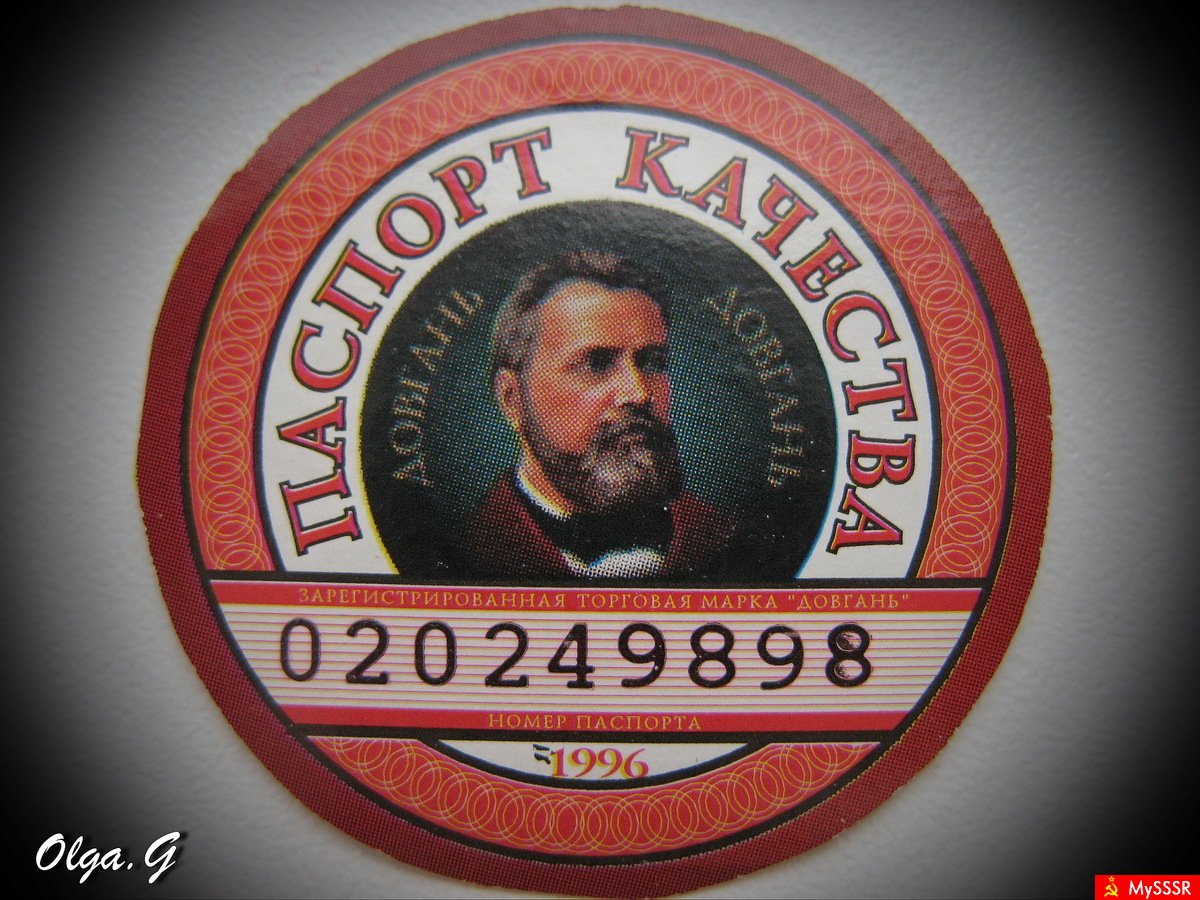 ПАСПОРТ КАЧЕСТВА
ДОВГАНЬ
ДОВГАНЬ
ЗАРЕГИСТРИРОВАННАЯ ТОРГОВАЯ МАРКА "ДОВГАНЬ"
020249898
НОМЕР ПАСПОРТА
1996
Olga.G
MySSSR